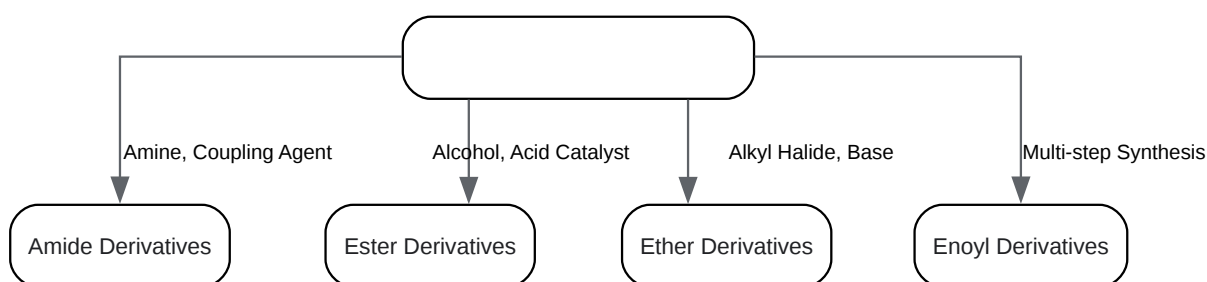 Amine, Coupling Agent
Alcohol, Acid Catalyst
Alkyl Halide, Base
Multi-step Synthesis
Amide Derivatives
Ester Derivatives
Ether Derivatives
Enoyl Derivatives